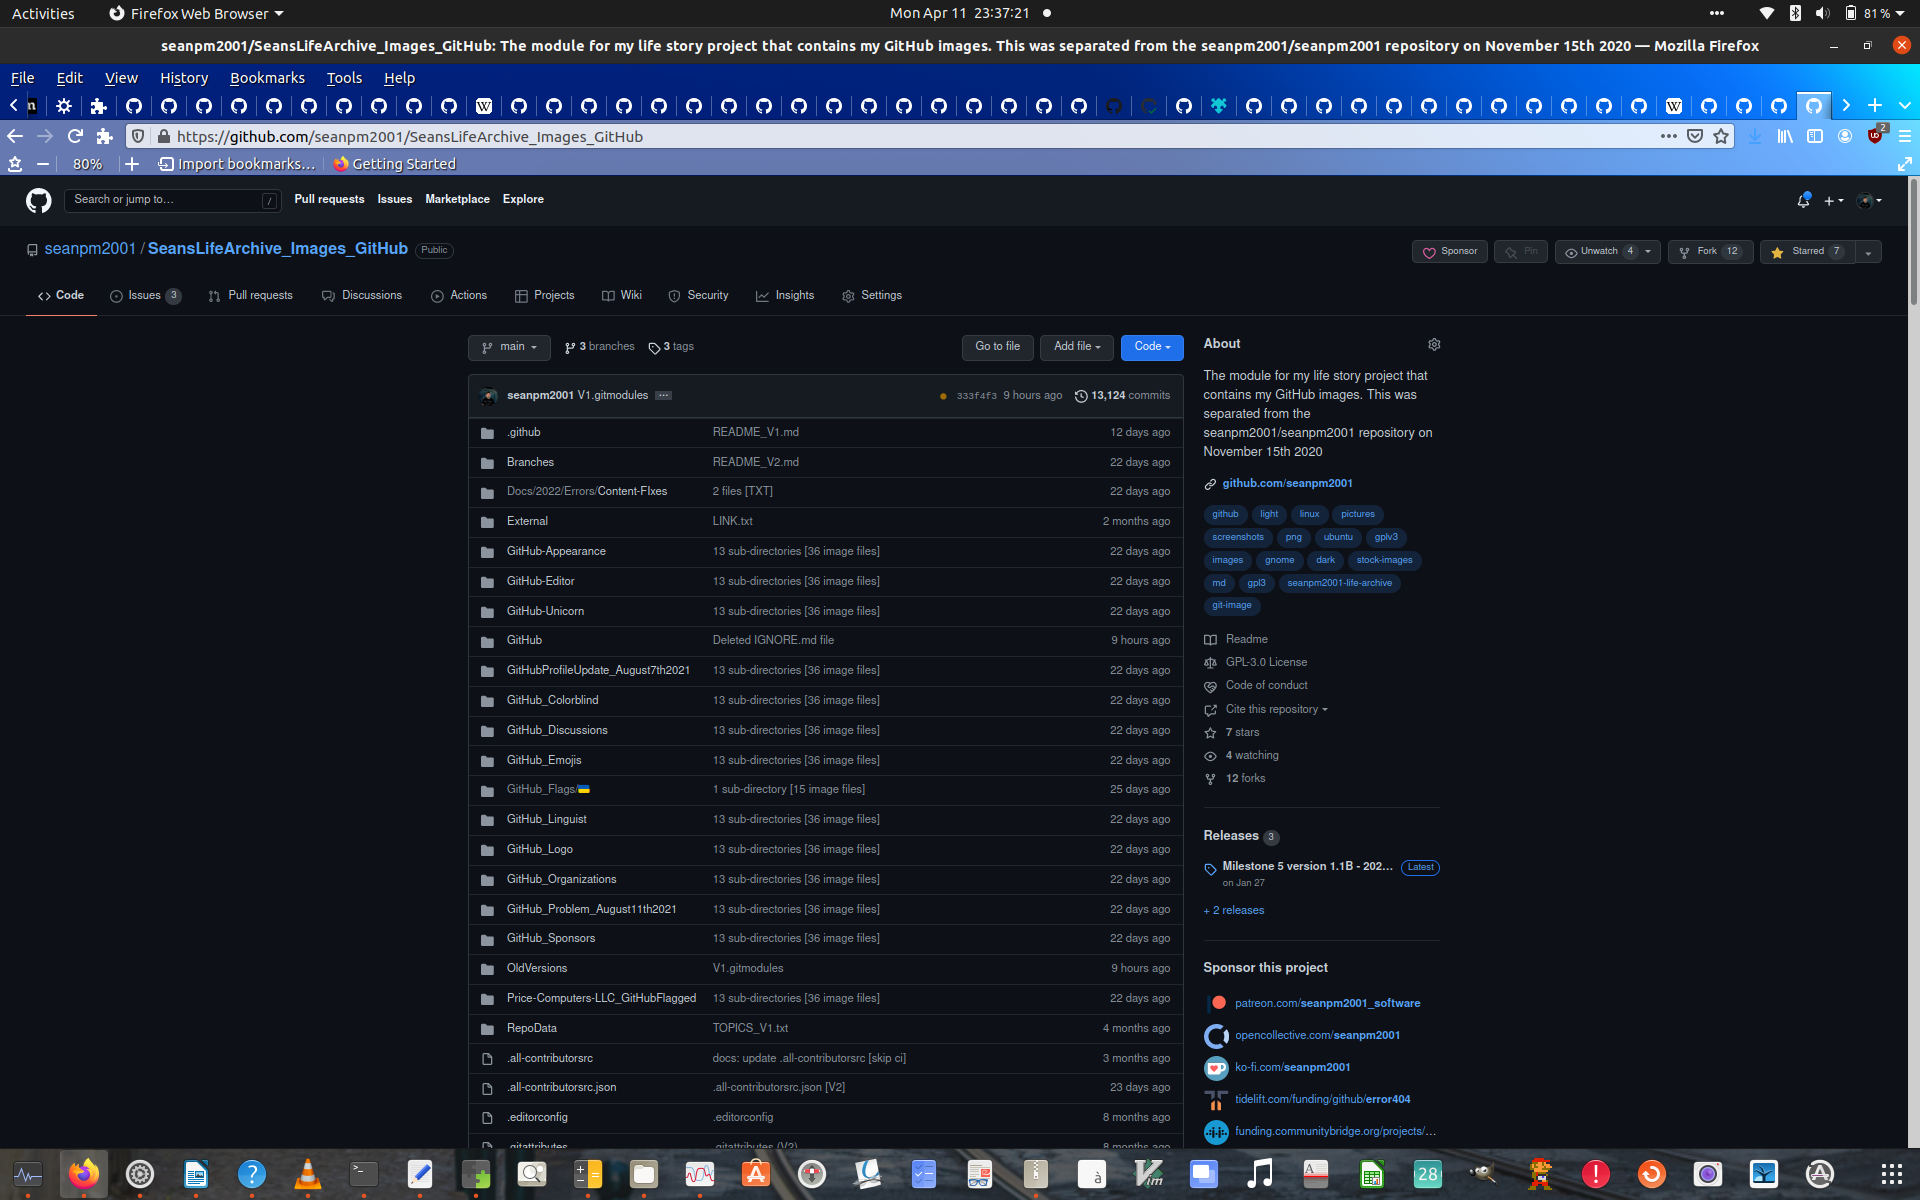 Activities
Firefox Web Browser
Mon Apr 11 23:37:21
81 %
seanpm2001/SeansLifeArchive_Images_GitHub: The module for my life story project that contains my GitHub images. This was separated from the seanpm2001/seanpm2001 repository on November 15th 2020 — Mozilla Firefox
File Edit View History Bookmarks Tools Help
https://github.com/seanpm2001/SeansLifeArchive_Images_GitHub
2
80% Import bookmarks... Getting Started
Search or jump to... /
Pull requests Issues Marketplace Explore
seanpm2001 / SeansLifeArchive_Images_GitHub Public
Sponsor Pin Unwatch 4 Fork 12 Starred 7
Code Issues 3 Pull requests Discussions Actions Projects Wiki Security Insights Settings
main 3 branches 3 tags Go to file Add file Code
seanpm2001 V1.gitmodules ... 333f4f3 9 hours ago 13,124 commits
.github README_V1.md 12 days ago
Branches README_V2.md 22 days ago
Docs/2022/Errors/Content-FIxes 2 files [TXT] 22 days ago
External LINK.txt 2 months ago
GitHub-Appearance 13 sub-directories [36 image files] 22 days ago
GitHub-Editor 13 sub-directories [36 image files] 22 days ago
GitHub-Unicorn 13 sub-directories [36 image files] 22 days ago
GitHub Deleted IGNORE.md file 9 hours ago
GitHubProfileUpdate_August7th2021 13 sub-directories [36 image files] 22 days ago
GitHub_Colorblind 13 sub-directories [36 image files] 22 days ago
GitHub_Discussions 13 sub-directories [36 image files] 22 days ago
GitHub_Emojis 13 sub-directories [36 image files] 22 days ago
GitHub_Flags/🇺🇦 1 sub-directory [15 image files] 25 days ago
GitHub_Linguist 13 sub-directories [36 image files] 22 days ago
GitHub_Logo 13 sub-directories [36 image files] 22 days ago
GitHub_Organizations 13 sub-directories [36 image files] 22 days ago
GitHub_Problem_August11th2021 13 sub-directories [36 image files] 22 days ago
GitHub_Sponsors 13 sub-directories [36 image files] 22 days ago
OldVersions V1.gitmodules 9 hours ago
Price-Computers-LLC_GitHubFlagged 13 sub-directories [36 image files] 22 days ago
RepoData TOPICS_V1.txt 4 months ago
.all-contributorsrc docs: update .all-contributorsrc [skip ci] 3 months ago
.all-contributorsrc.json .all-contributorsrc.json [V2] 23 days ago
.editorconfig .editorconfig 8 months ago
.gitattributes .gitattributes (V2) 8 months ago
About
The module for my life story project that
contains my GitHub images. This was
separated from the
seanpm2001/seanpm2001 repository on
November 15th 2020
github.com/seanpm2001
github light linux pictures
screenshots png ubuntu gplv3
images gnome dark stock-images
md gpl3 seanpm2001-life-archive
git-image
Readme
GPL-3.0 License
Code of conduct
Cite this repository
7 stars
4 watching
12 forks
Releases 3
Milestone 5 version 1.1B - 202... Latest
on Jan 27
+ 2 releases
Sponsor this project
patreon.com/seanpm2001_software
opencollective.com/seanpm2001
ko-fi.com/seanpm2001
tidelift.com/funding/github/error404
funding.communitybridge.org/projects/...
28